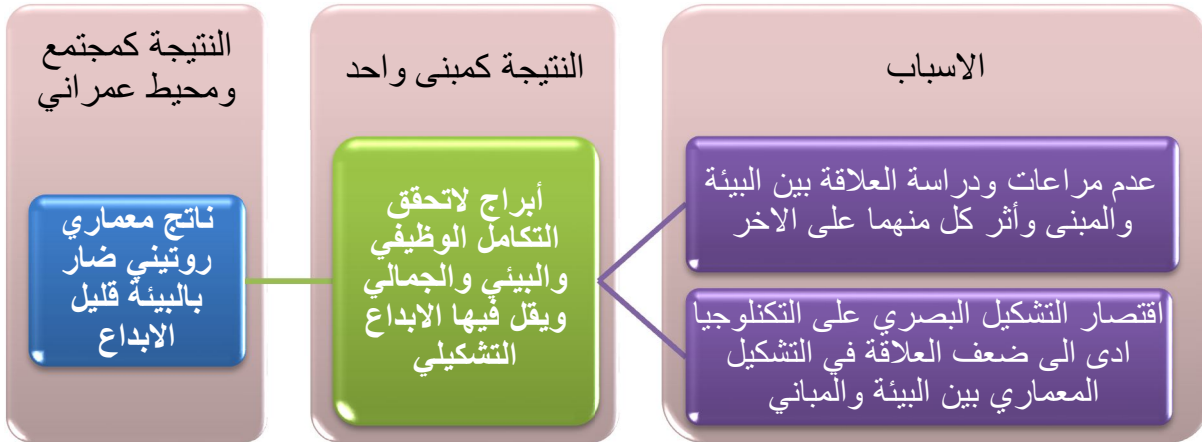 الاسباب
عدم مراعات ودراسة العلاقة بين البيئة
والمبنى وأثر كل منهما على الاخر
اقتصار التشكيل البصري على التكنلوجيا
ادى الى ضعف العلاقة في التشكيل
المعماري بين البيئة والمباني
النتيجة كمبنى واحد
أبراج لاتحقق
التكامل الوظيفي
والبيئي والجمالي
ويقل فيها الابداع
التشكيلي
النتيجة كمجتمع
ومحيط عمراني
ناتج معماري
روتيني ضار
بالبيئة قليل
الابداع